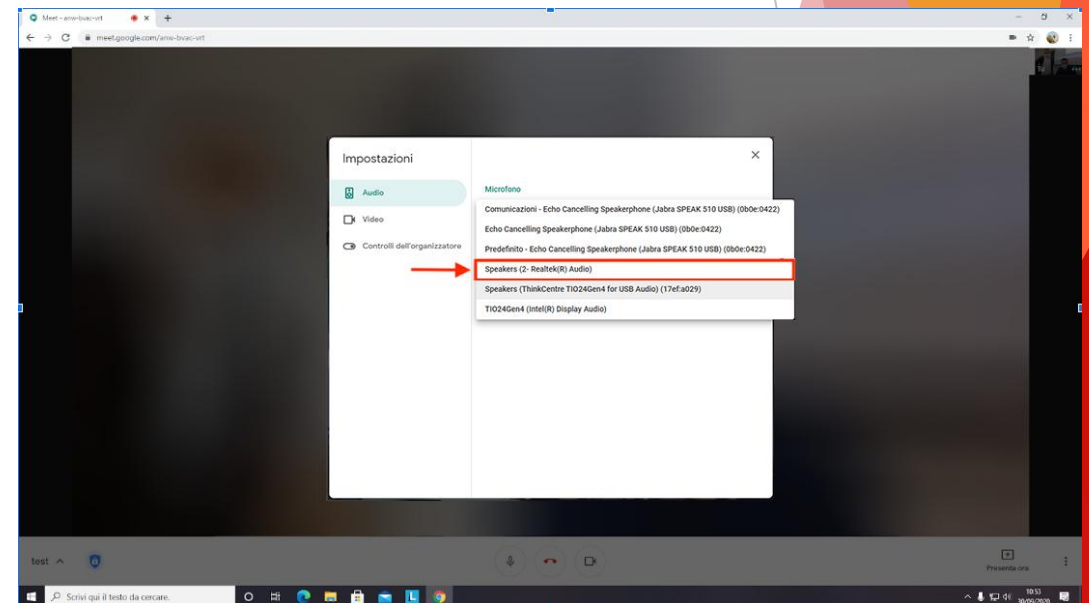 Meet - anw-bvac-vrt
meet.google.com/anw-bvac-vrt
Impostazioni
Audio
Video
Controlli dell'organizzatore
Microfono
Comunicazioni - Echo Cancelling Speakerphone (Jabra SPEAK 510 USB) (0b0e:0422)
Echo Cancelling Speakerphone (Jabra SPEAK 510 USB) (0b0e:0422)
Predefinito - Echo Cancelling Speakerphone (Jabra SPEAK 510 USB) (0b0e:0422)
Speakers (2- Realtek(R) Audio)
Speakers (ThinkCentre TIO24Gen4 for USB Audio) (17ef:a029)
TIO24Gen4 (Intel(R) Display Audio)
test
Presenta ora
Scrivi qui il testo da cercare.
L
10:53
30/09/2020